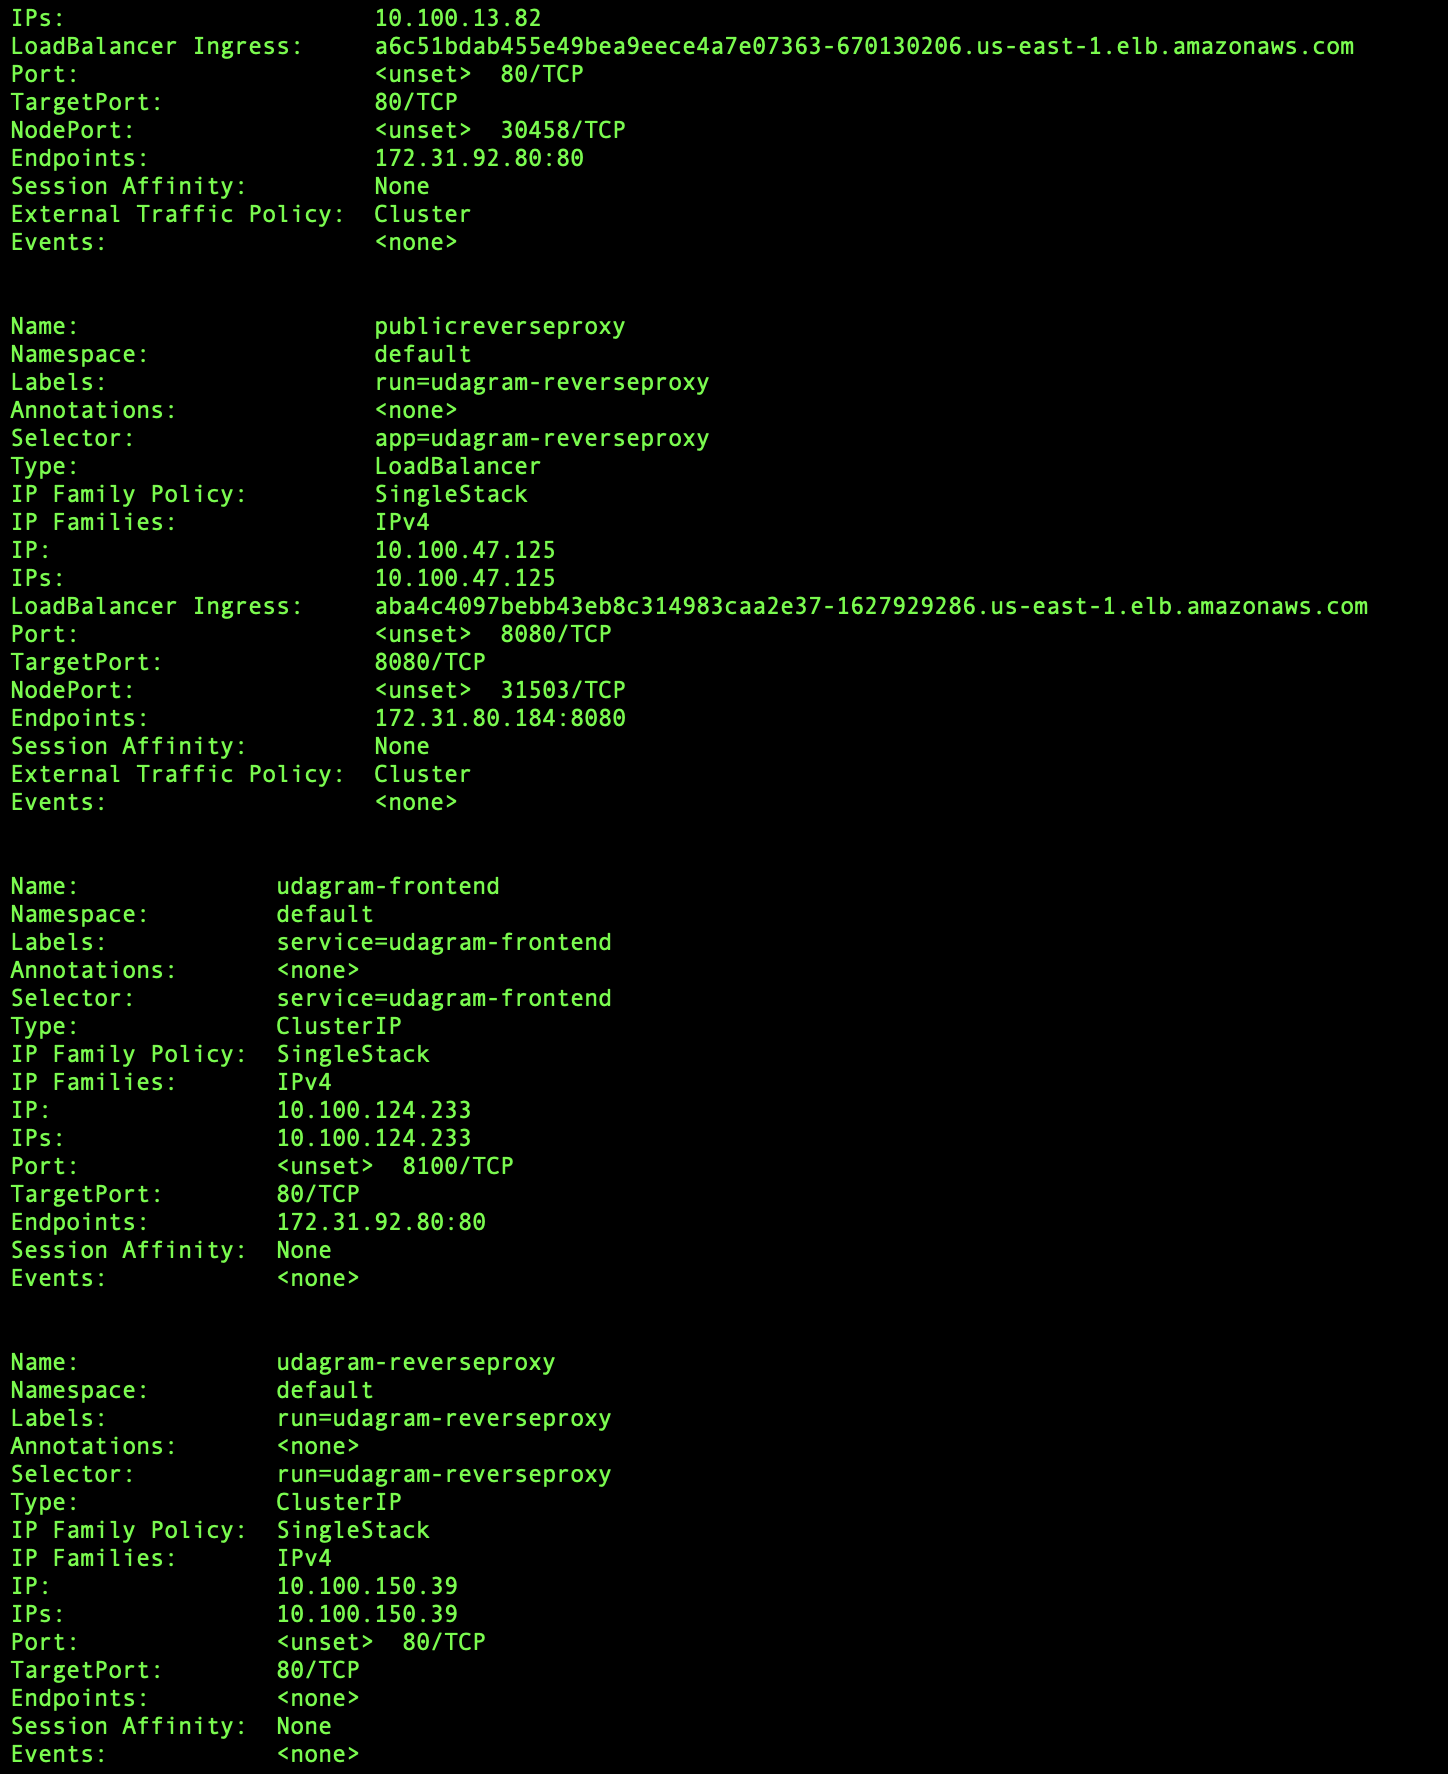 IPs:                      10.100.13.82
LoadBalancer Ingress:     a6c51bdab455e49bea9eece4a7e07363-670130206.us-east-1.elb.amazonaws.com
Port:                     <unset>  80/TCP
TargetPort:               80/TCP
NodePort:                 <unset>  30458/TCP
Endpoints:                172.31.92.80:80
Session Affinity:         None
External Traffic Policy:  Cluster
Events:                   <none>


Name:                     publicreverseproxy
Namespace:                default
Labels:                   run=udagram-reverseproxy
Annotations:              <none>
Selector:                 app=udagram-reverseproxy
Type:                     LoadBalancer
IP Family Policy:         SingleStack
IP Families:              IPv4
IP:                       10.100.47.125
IPs:                      10.100.47.125
LoadBalancer Ingress:     aba4c4097bebb43eb8c314983caa2e37-1627929286.us-east-1.elb.amazonaws.com
Port:                     <unset>  8080/TCP
TargetPort:               8080/TCP
NodePort:                 <unset>  31503/TCP
Endpoints:                172.31.80.184:8080
Session Affinity:         None
External Traffic Policy:  Cluster
Events:                   <none>


Name:              udagram-frontend
Namespace:         default
Labels:            service=udagram-frontend
Annotations:       <none>
Selector:          service=udagram-frontend
Type:              ClusterIP
IP Family Policy:  SingleStack
IP Families:       IPv4
IP:                10.100.124.233
IPs:               10.100.124.233
Port:              <unset>  8100/TCP
TargetPort:        80/TCP
Endpoints:         172.31.92.80:80
Session Affinity:  None
Events:            <none>


Name:              udagram-reverseproxy
Namespace:         default
Labels:            run=udagram-reverseproxy
Annotations:       <none>
Selector:          run=udagram-reverseproxy
Type:              ClusterIP
IP Family Policy:  SingleStack
IP Families:       IPv4
IP:                10.100.150.39
IPs:               10.100.150.39
Port:              <unset>  80/TCP
TargetPort:        80/TCP
Endpoints:         <none>
Session Affinity:  None
Events:            <none>